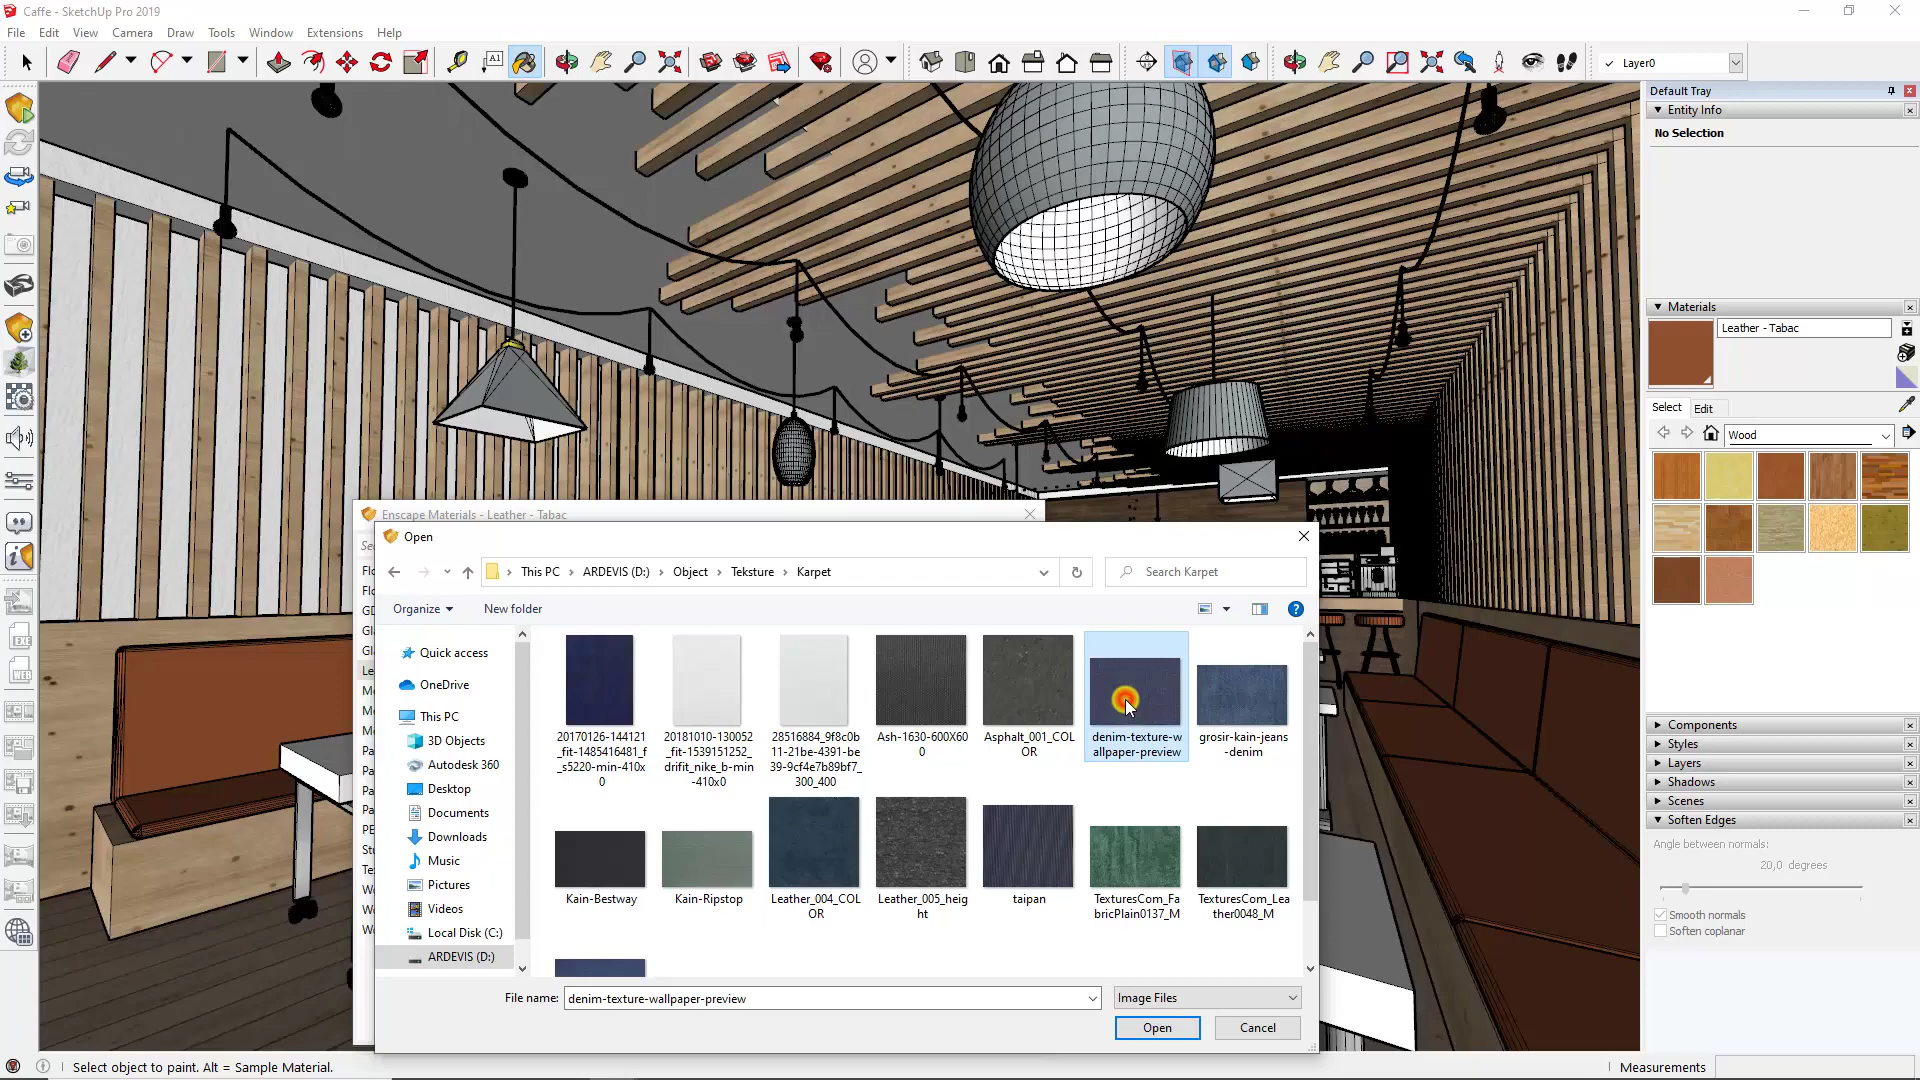 Caffe - SketchUp Pro 2019
File Edit View Camera Draw Tools Window Extensions Help
A1
Layer0
Default Tray
Entity Info
No Selection
Materials
Leather - Tabac
Select Edit
Wood
Components
Styles
Layers
Shadows
Scenes
Soften Edges
Angle between normals:
20,0 degrees
Smooth normals
Soften coplanar
Enscape Materials - Leather - Tabac
Open
This PC > ARDEVIS (D:) > Object > Teksture > Karpet
Search Karpet
Organize New folder
Quick access
OneDrive
This PC
3D Objects
Autodesk 360
Desktop
Documents
Downloads
Music
Pictures
Videos
Local Disk (C:)
ARDEVIS (D:)
20170126-144121
_fit-1485416481_f
_s5220-min-410x
0
20181010-130052
_fit-1539151252_
drifit_nike_b-min
-410x0
28516884_9f8c0b
11-21be-4391-be
39-9cf4e7b89bf7_
300_400
Ash-1630-600X60
0
Asphalt_001_COL
OR
denim-texture-w
allpaper-preview
grosir-kain-jeans
-denim
Kain-Bestway
Kain-Ripstop
Leather_004_COL
OR
Leather_005_heig
ht
taipan
TexturesCom_Fa
bricPlain0137_M
TexturesCom_Lea
ther0048_M
File name: denim-texture-wallpaper-preview
Image Files
Open Cancel
Select object to paint. Alt = Sample Material.
Measurements